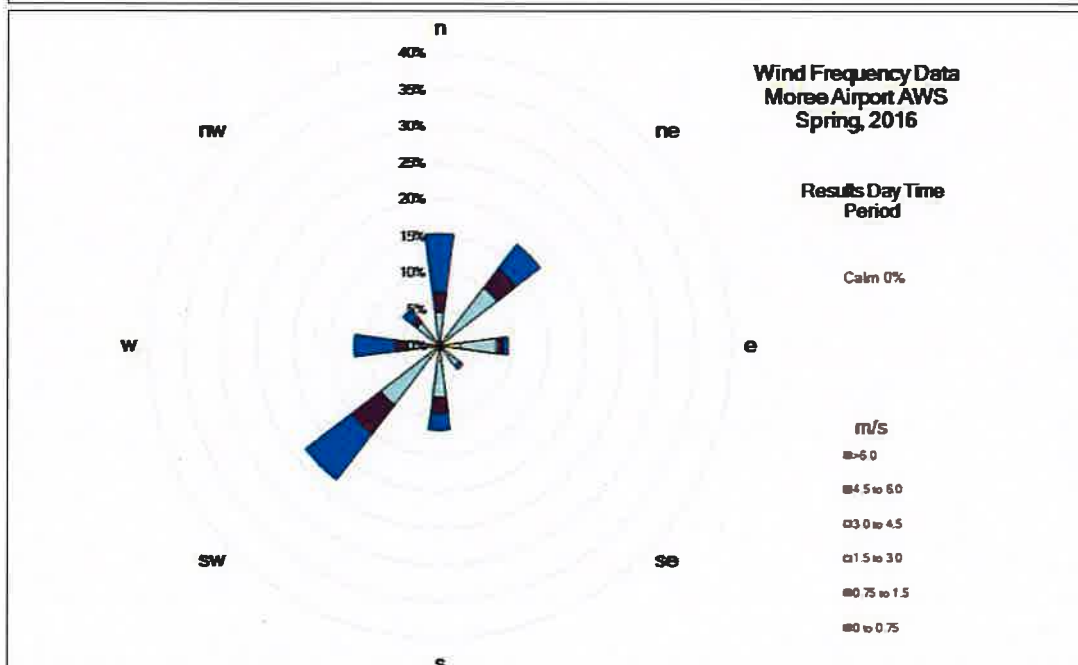 n
40%
35%
30%
25%
20%
15%
10%
5%
nw
ne
w
e
sw
se
s
Wind Frequency Data
Moree Airport AWS
Spring, 2016
Results Day Time
Period
Calm 0%
m/s
>6.0
4.5 to 6.0
3.0 to 4.5
1.5 to 3.0
0.75 to 1.5
0 to 0.75